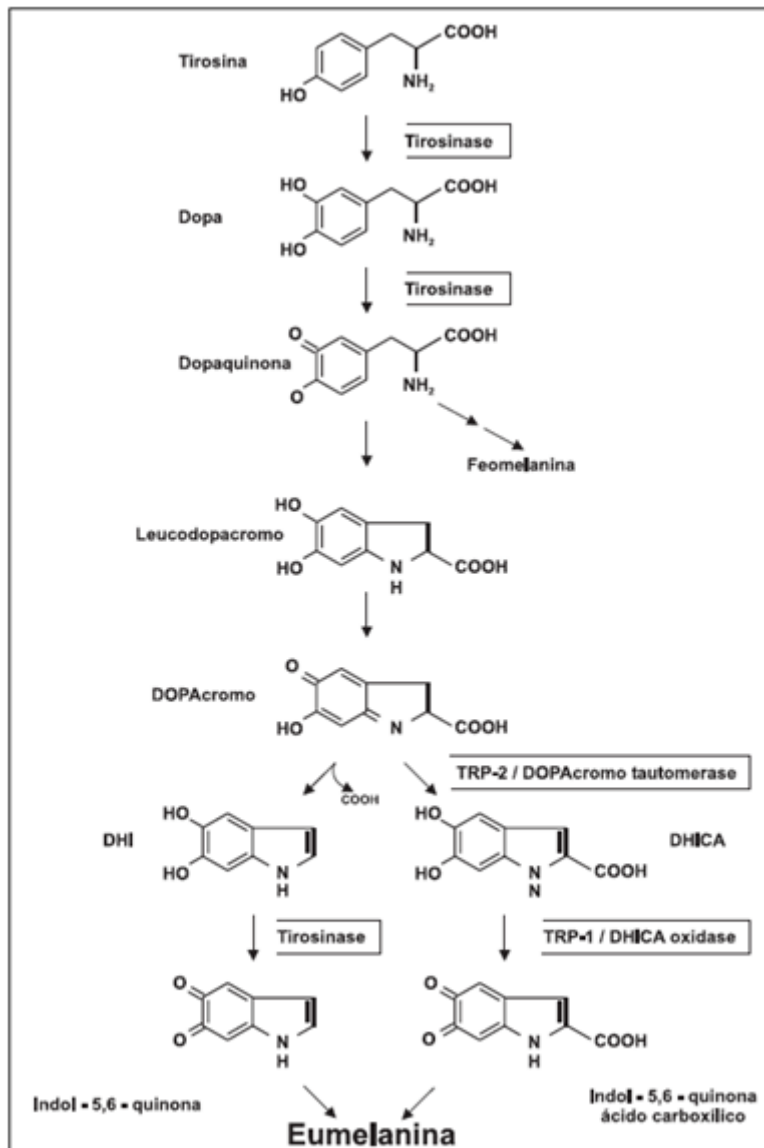 COOH
Tirosina
HO
NH2
Tirosinase
HO
COOH
Dopa
HO
NH2
Tirosinase
O
COOH
Dopaquinona
O
NH2
Feomelanina
HO
Leucodopacromo
HO
N
H
COOH
O
DOPAcromo
HO
N
COOH
TRP-2 / DOPAcromo tautomerase
COOH
HO
HO
DHI
DHICA
HO
N
H
HO
N
N
COOH
Tirosinase
TRP-1 / DHICA oxidase
O
O
O
N
H
O
N
H
COOH
Indol - 5,6 - quinona
Indol - 5,6 - quinona
ácido carboxílico
Eumelanina